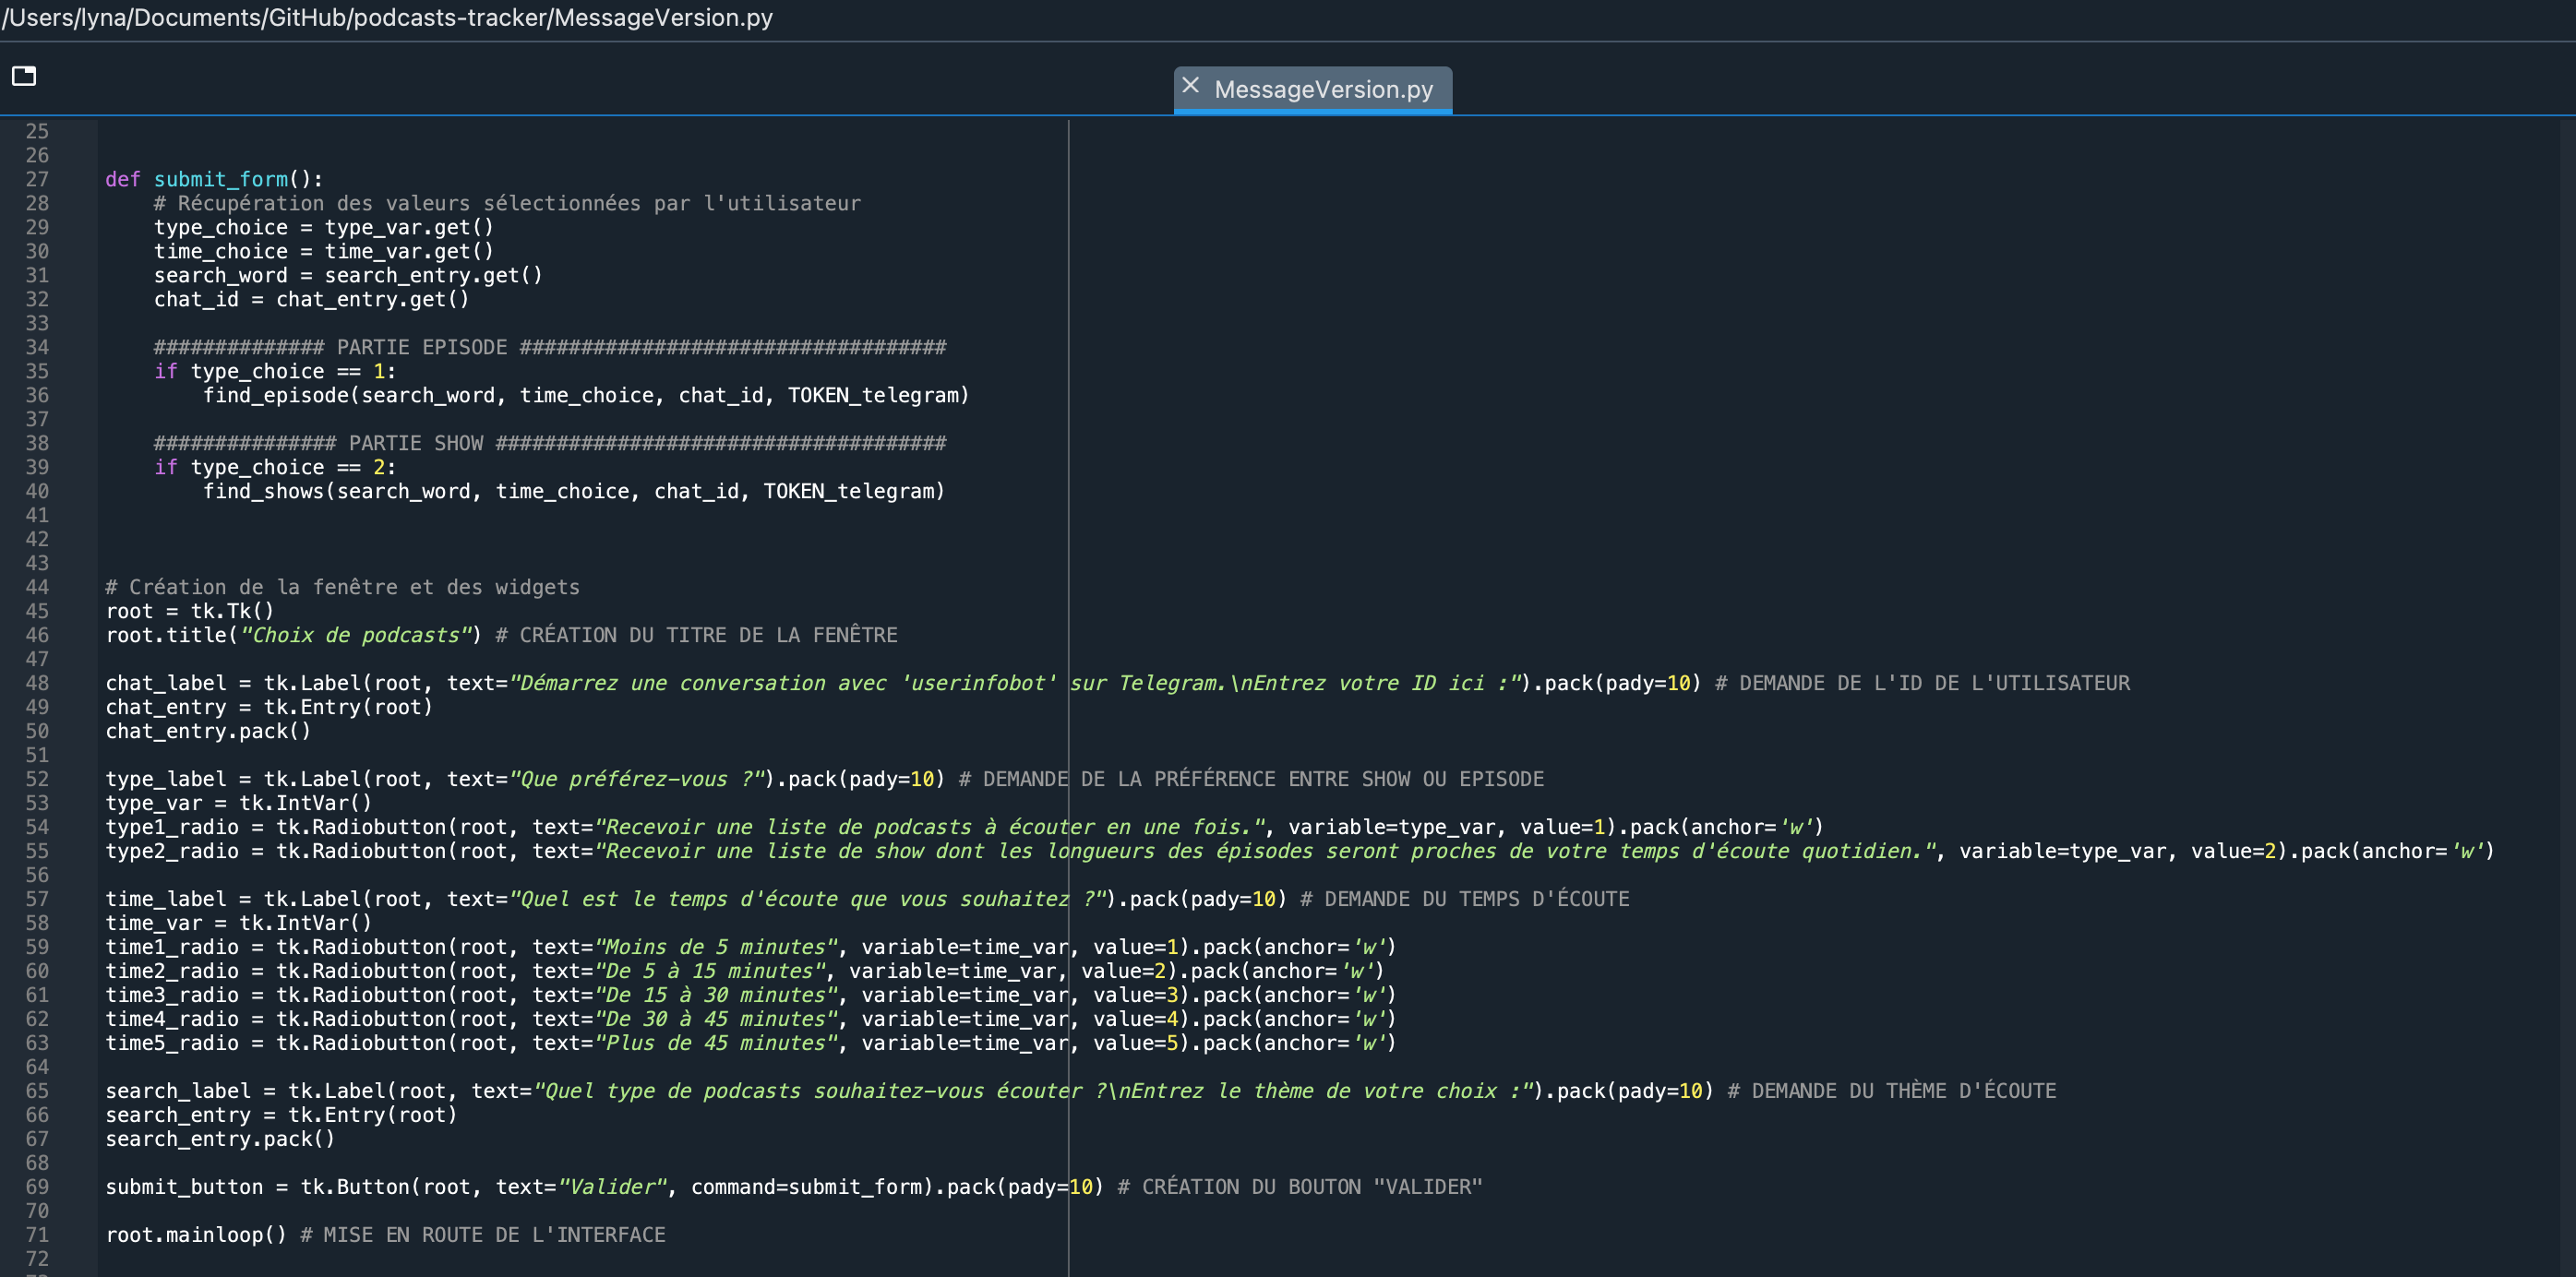 /Users/lyna/Documents/GitHub/podcasts-tracker/MessageVersion.py
MessageVersion.py
25
26
27 def submit_form():
28     # Récupération des valeurs sélectionnées par l'utilisateur
29     type_choice = type_var.get()
30     time_choice = time_var.get()
31     search_word = search_entry.get()
32     chat_id = chat_entry.get()
33
34     ############## PARTIE EPISODE ###################################
35     if type_choice == 1:
36         find_episode(search_word, time_choice, chat_id, TOKEN_telegram)
37
38     ############### PARTIE SHOW #####################################
39     if type_choice == 2:
40         find_shows(search_word, time_choice, chat_id, TOKEN_telegram)
41
42
43
44 # Création de la fenêtre et des widgets
45 root = tk.Tk()
46 root.title("Choix de podcasts") # CRÉATION DU TITRE DE LA FENÊTRE
47
48 chat_label = tk.Label(root, text="Démarrez une conversation avec 'userinfobot' sur Telegram.\nEntrez votre ID ici :").pack(pady=10) # DEMANDE DE L'ID DE L'UTILISATEUR
49 chat_entry = tk.Entry(root)
50 chat_entry.pack()
51
52 type_label = tk.Label(root, text="Que préférez-vous ?").pack(pady=10) # DEMANDE DE LA PRÉFÉRENCE ENTRE SHOW OU EPISODE
53 type_var = tk.IntVar()
54 type1_radio = tk.Radiobutton(root, text="Recevoir une liste de podcasts à écouter en une fois.", variable=type_var, value=1).pack(anchor='w')
55 type2_radio = tk.Radiobutton(root, text="Recevoir une liste de show dont les longueurs des épisodes seront proches de votre temps d'écoute quotidien.", variable=type_var, value=2).pack(anchor='w')
56
57 time_label = tk.Label(root, text="Quel est le temps d'écoute que vous souhaitez ?").pack(pady=10) # DEMANDE DU TEMPS D'ÉCOUTE
58 time_var = tk.IntVar()
59 time1_radio = tk.Radiobutton(root, text="Moins de 5 minutes", variable=time_var, value=1).pack(anchor='w')
60 time2_radio = tk.Radiobutton(root, text="De 5 à 15 minutes", variable=time_var, value=2).pack(anchor='w')
61 time3_radio = tk.Radiobutton(root, text="De 15 à 30 minutes", variable=time_var, value=3).pack(anchor='w')
62 time4_radio = tk.Radiobutton(root, text="De 30 à 45 minutes", variable=time_var, value=4).pack(anchor='w')
63 time5_radio = tk.Radiobutton(root, text="Plus de 45 minutes", variable=time_var, value=5).pack(anchor='w')
64
65 search_label = tk.Label(root, text="Quel type de podcasts souhaitez-vous écouter ?\nEntrez le thème de votre choix :").pack(pady=10) # DEMANDE DU THÈME D'ÉCOUTE
66 search_entry = tk.Entry(root)
67 search_entry.pack()
68
69 submit_button = tk.Button(root, text="Valider", command=submit_form).pack(pady=10) # CRÉATION DU BOUTON "VALIDER"
70
71 root.mainloop() # MISE EN ROUTE DE L'INTERFACE
72